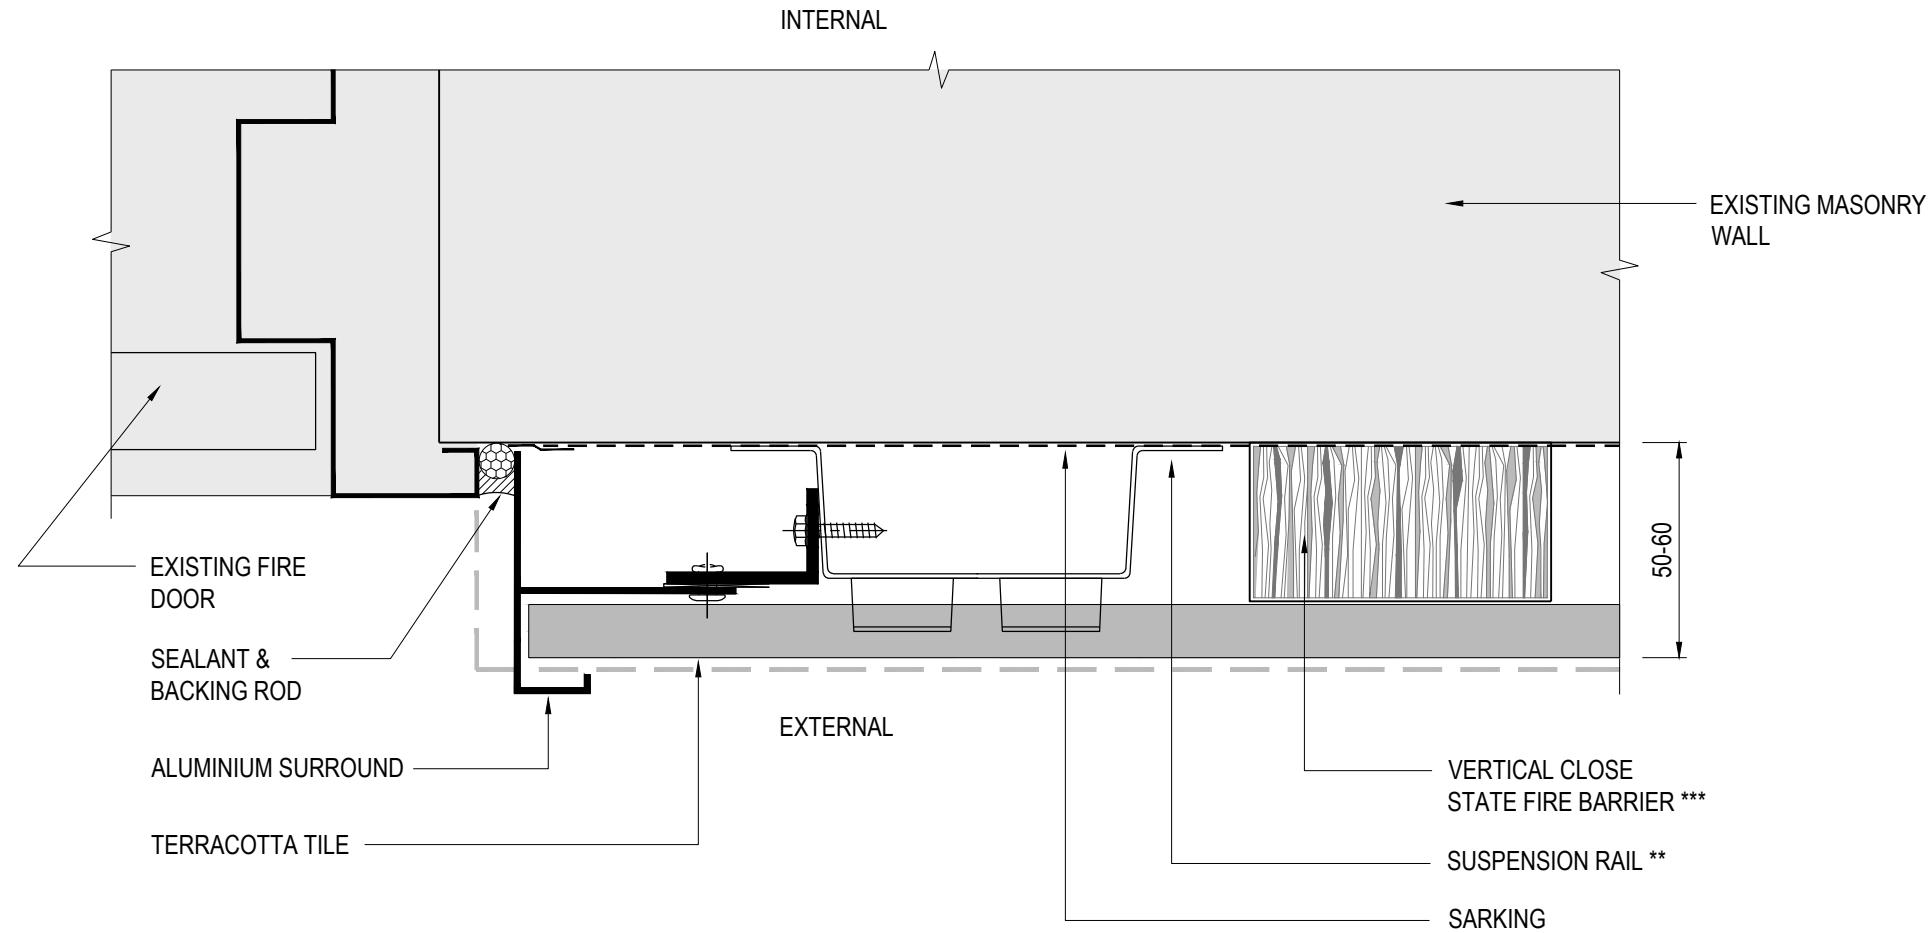 INTERNAL
EXISTING MASONRY
WALL
50-60
EXISTING FIRE
DOOR
SEALANT &
BACKING ROD
EXTERNAL
ALUMINIUM SURROUND
TERRACOTTA TILE
VERTICAL CLOSE
STATE FIRE BARRIER ***
SUSPENSION RAIL **
SARKING